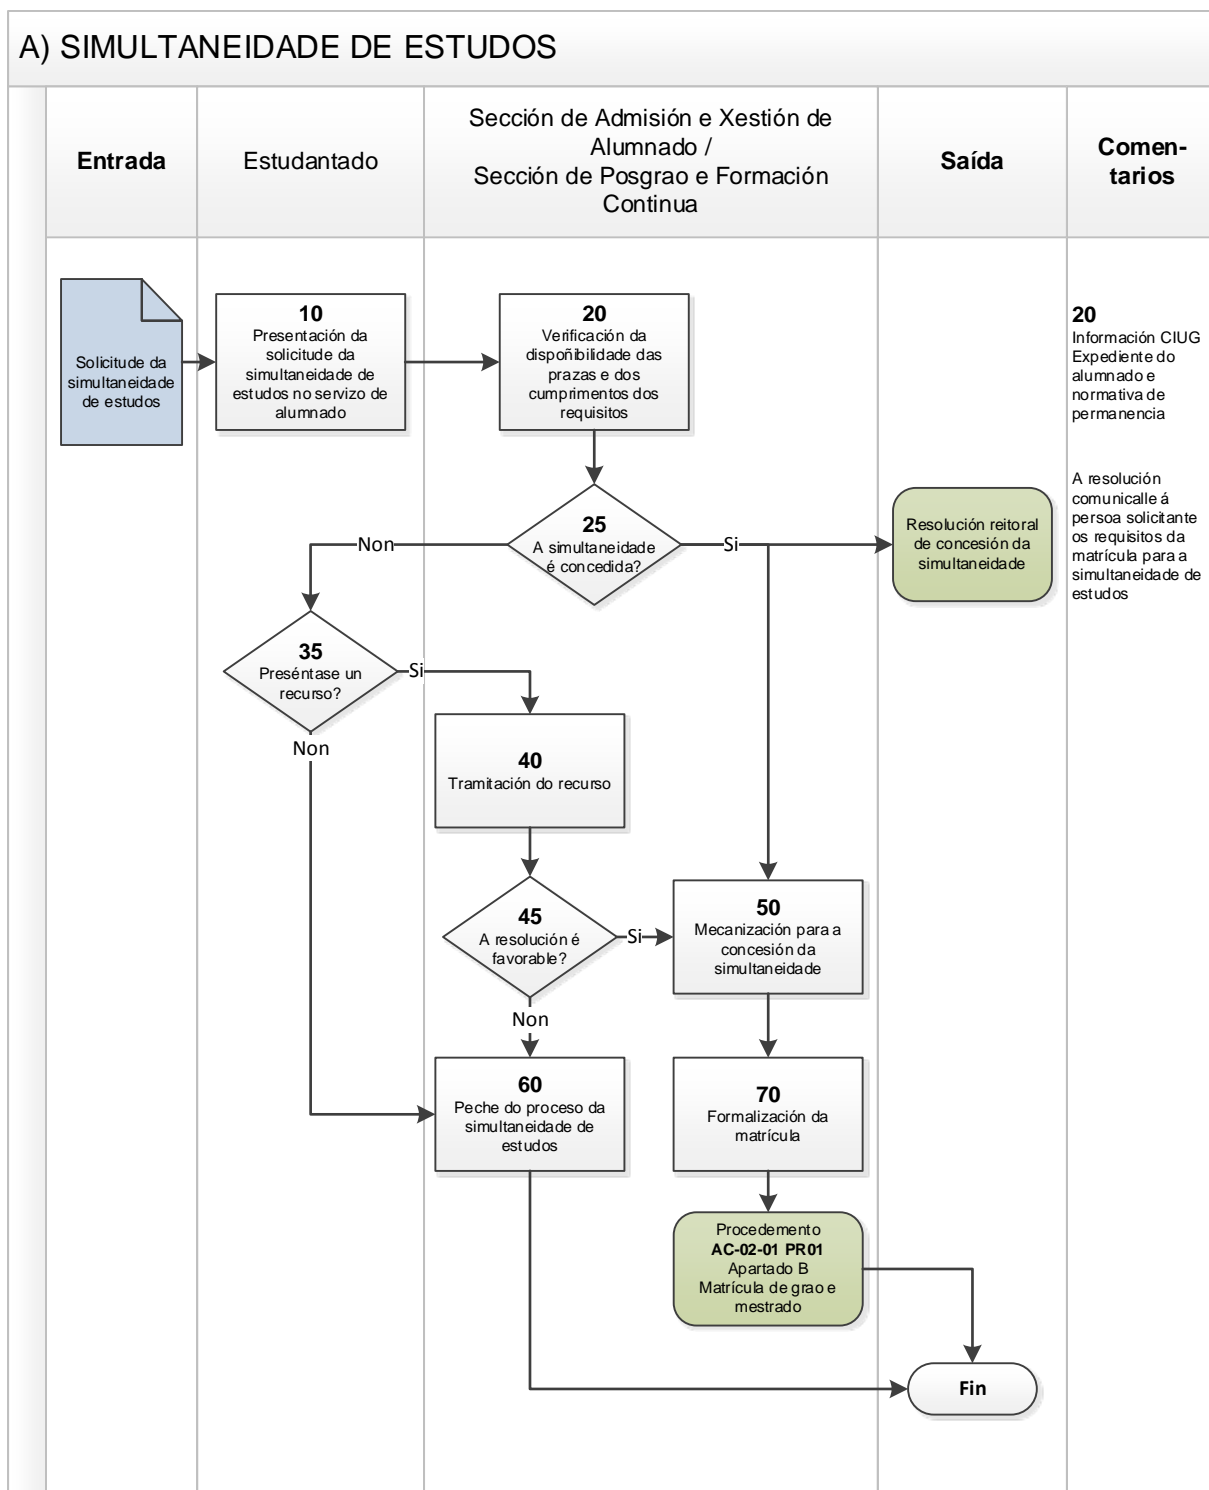 A) SIMULTANEIDADE DE ESTUDOS
Entrada
Estudantado
Sección de Admisión e Xestión de
Alumnado /
Sección de Posgrao e Formación
Continua
Saída
Comen-
tarios
Solicitude da
simultaneidade
de estudos
10
Presentación da
solicitude da
simultaneidade de
estudos no servizo de
alumnado
20
Verificación da
dispoñibilidade das
prazas e dos
cumprimentos dos
requisitos
20
Información CIUG
Expediente do
alumnado e
normativa de
permanencia
A resolución
comunicalle á
persoa solicitante
os requisitos da
matrícula para a
simultaneidade de
estudos
25
A simultaneidade
é concedida?
Non
Si
Resolución reitoral
de concesión da
simultaneidade
35
Preséntase un
recurso?
Si
Non
40
Tramitación do recurso
45
A resolución é
favorable?
Si
Non
50
Mecanización para a
concesión da
simultaneidade
60
Peche do proceso da
simultaneidade de
estudos
70
Formalización da
matrícula
Procedemento
AC-02-01 PR01
Apartado B
Matrícula de grao e
mestrado
Fin